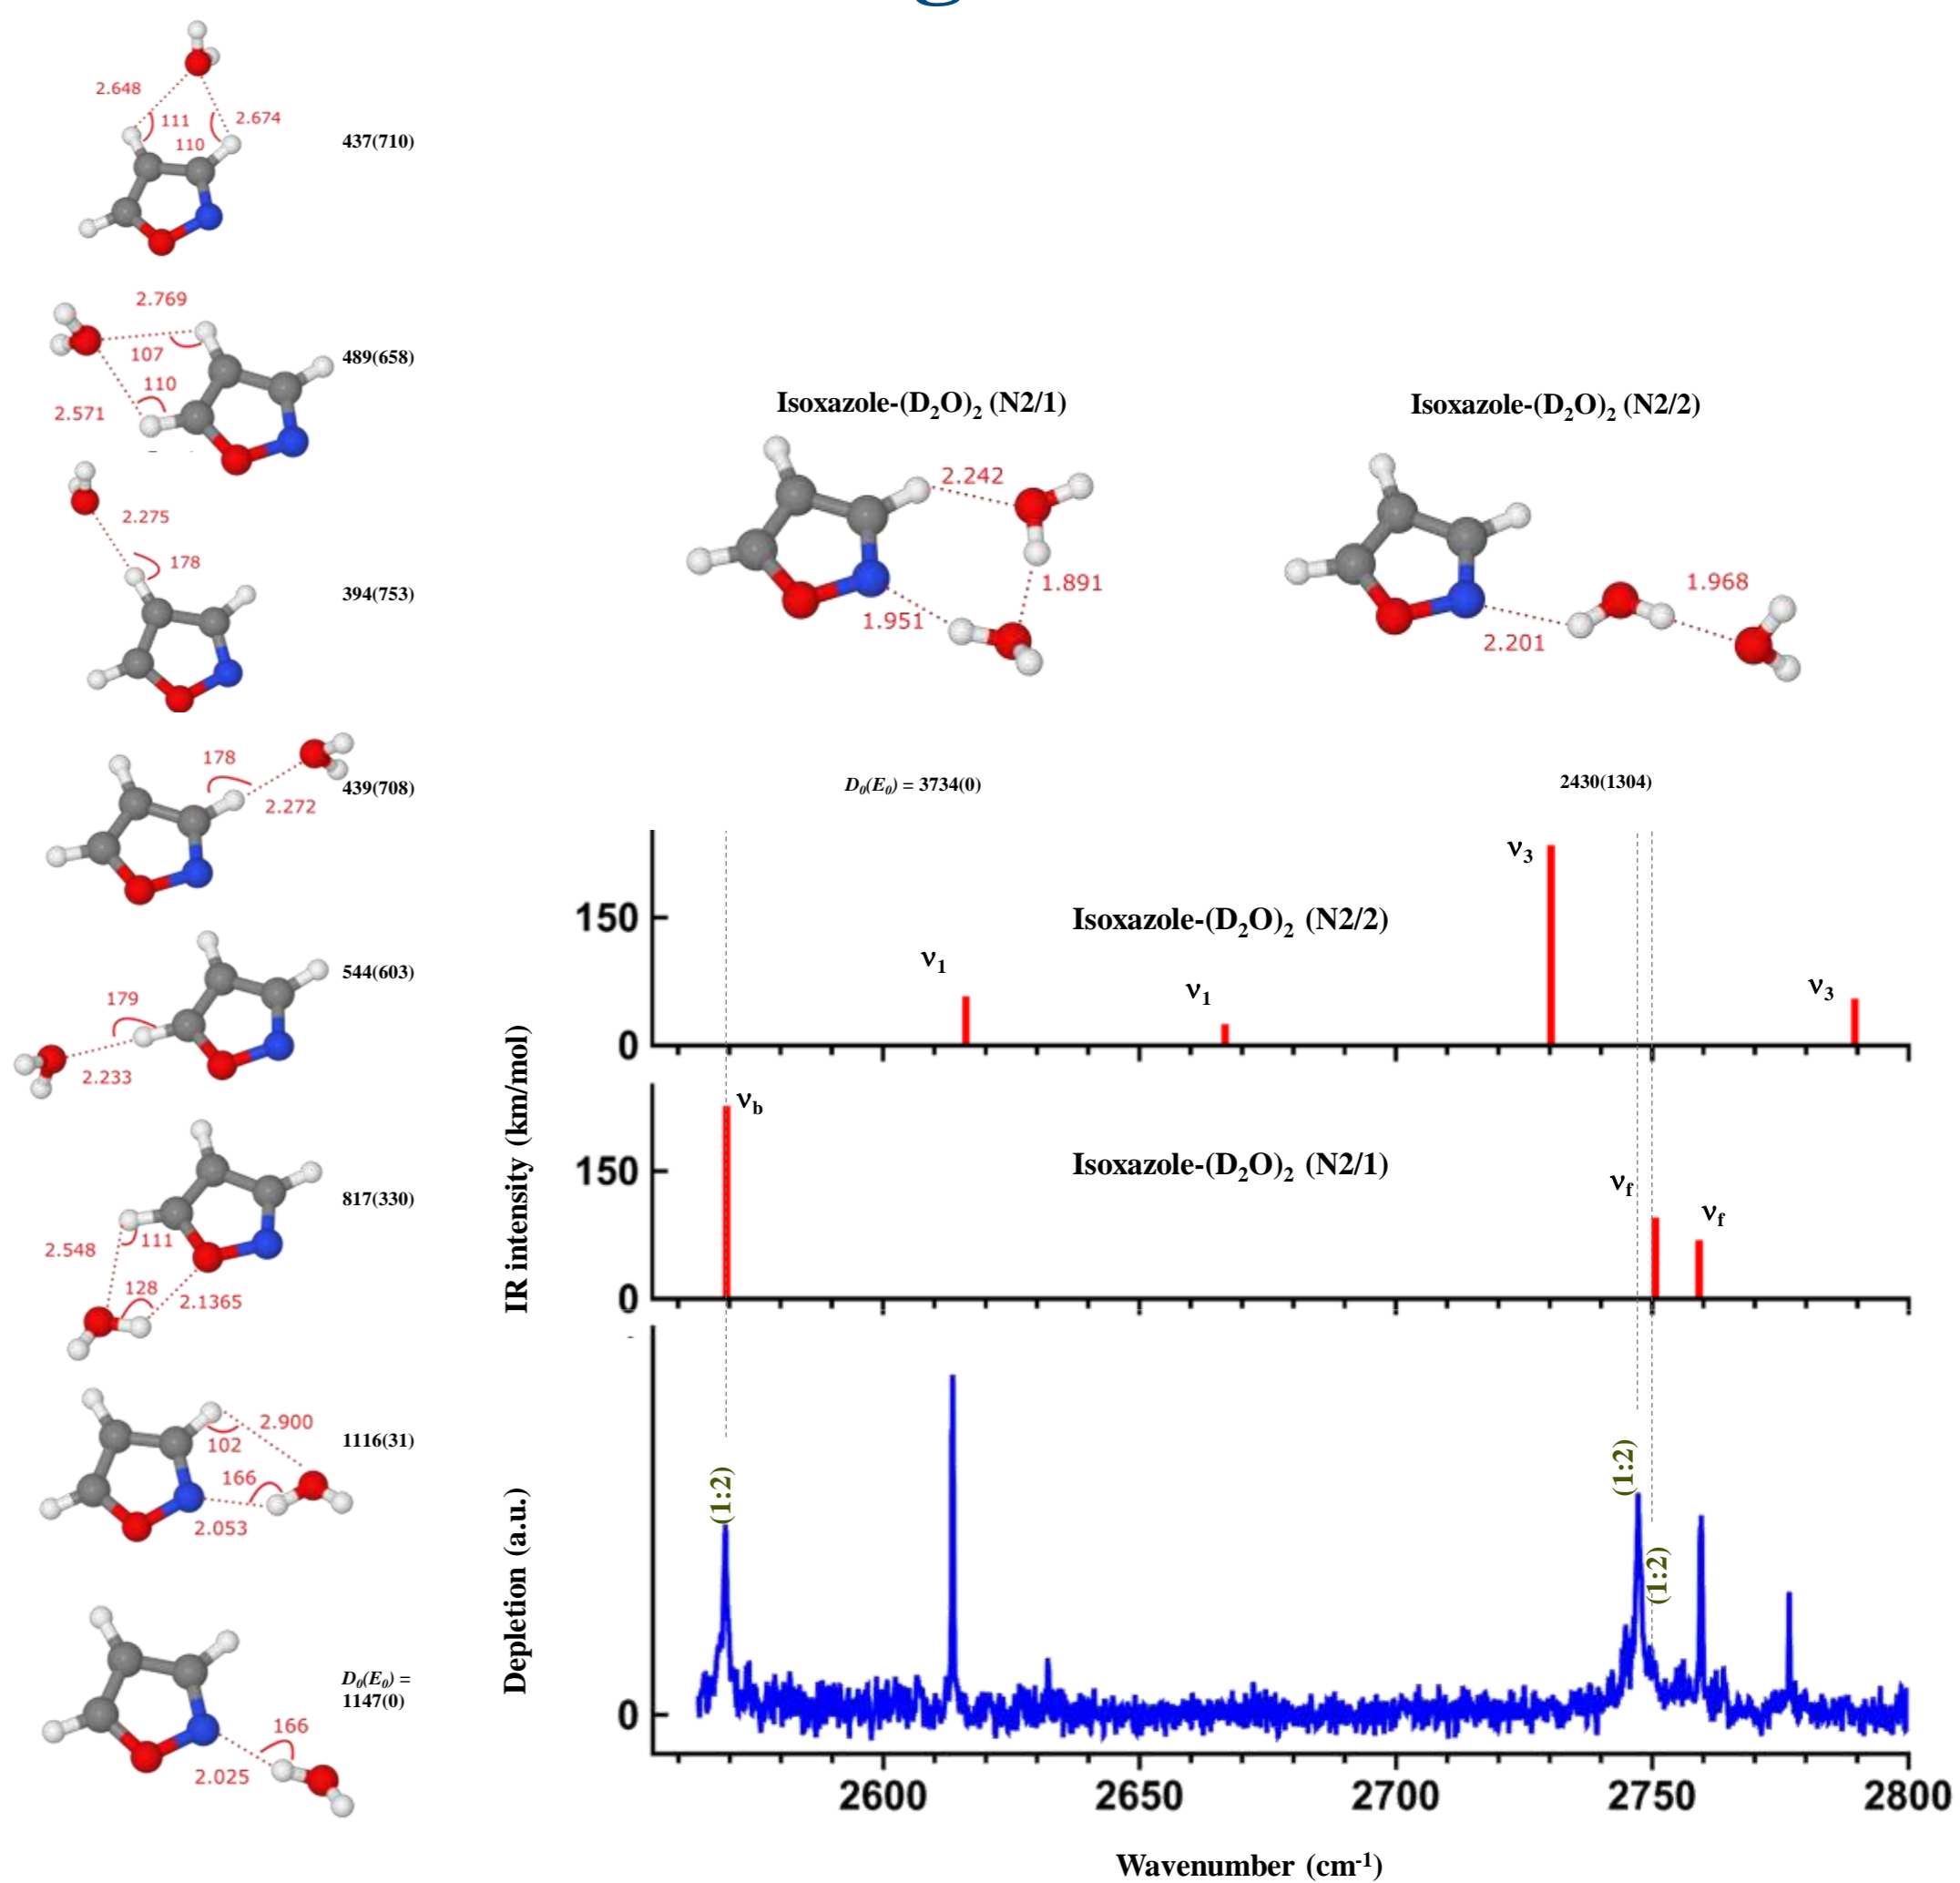 2.648
111
2.674
110
437(710)
2.769
107
489(658)
110
2.571
2.275
178
394(753)
178
439(708)
2.272
544(603)
179
2.233
817(330)
2.548
111
128
2.1365
2.900
1116(31)
102
166
2.053
D₀(E₀) =
1147(0)
166
2.025
Isoxazole-(D₂O)₂ (N2/1)
Isoxazole-(D₂O)₂ (N2/2)
2.242
1.891
1.951
1.968
2.201
D₀(E₀) = 3734(0)
2430(1304)
IR intensity (km/mol)
150
0
ν₃
Isoxazole-(D₂O)₂ (N2/2)
ν₁
ν₁
ν₃
150
0
ν_b
Isoxazole-(D₂O)₂ (N2/1)
ν_f
ν_f
Depletion (a.u.)
0
(1:2)
(1:2)
(1:2)
2600 2650 2700 2750 2800
Wavenumber (cm⁻¹)